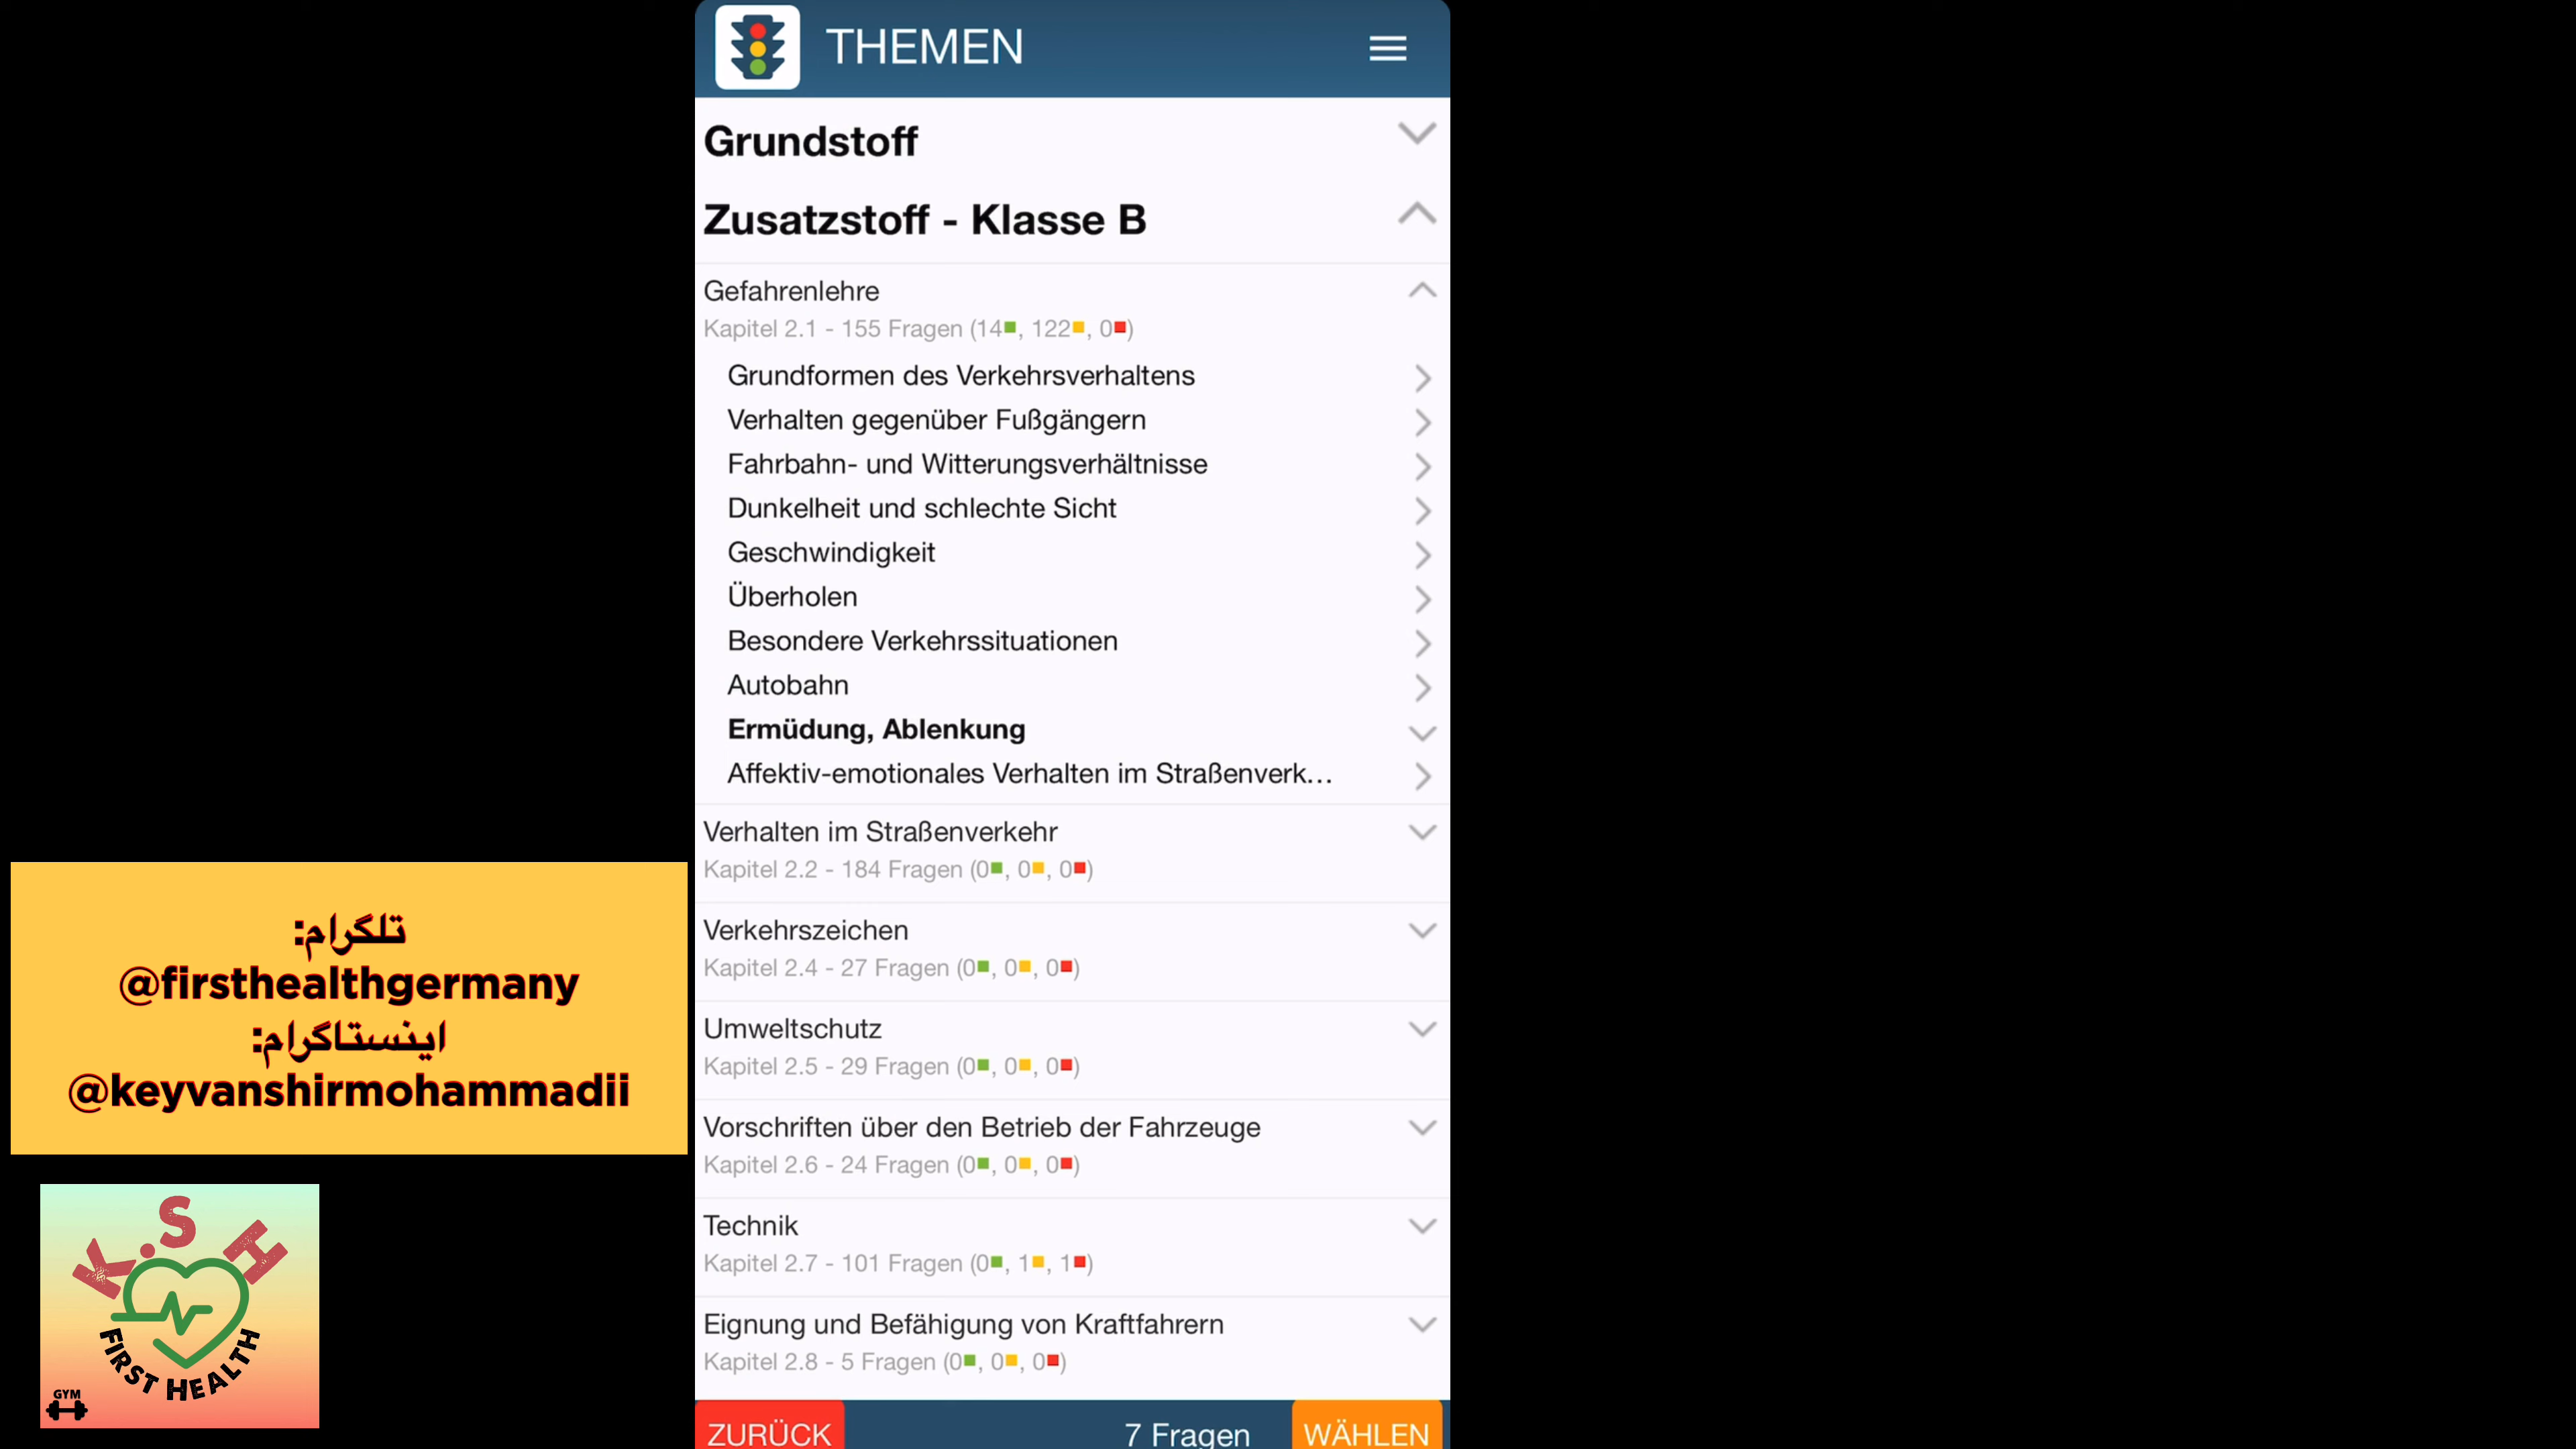 THEMEN
Grundstoff
Zusatzstoff - Klasse B
Gefahrenlehre
Kapitel 2.1 - 155 Fragen (14, 122, 0)
Grundformen des Verkehrsverhaltens
Verhalten gegenüber Fußgängern
Fahrbahn- und Witterungsverhältnisse
Dunkelheit und schlechte Sicht
Geschwindigkeit
Überholen
Besondere Verkehrssituationen
Autobahn
Ermüdung, Ablenkung
Affektiv-emotionales Verhalten im Straßenverk...
Verhalten im Straßenverkehr
Kapitel 2.2 - 184 Fragen (0, 0, 0)
Verkehrszeichen
Kapitel 2.4 - 27 Fragen (0, 0, 0)
Umweltschutz
Kapitel 2.5 - 29 Fragen (0, 0, 0)
Vorschriften über den Betrieb der Fahrzeuge
Kapitel 2.6 - 24 Fragen (0, 0, 0)
Technik
Kapitel 2.7 - 101 Fragen (0, 1, 1)
Eignung und Befähigung von Kraftfahrern
Kapitel 2.8 - 5 Fragen (0, 0, 0)
ZURÜCK
7 Fragen
WÄHLEN
تلگرام:
@firsthealthgermany
اینستاگرام:
@keyvanshirmohammadii
K.SH
FIRST HEALTH
GYM